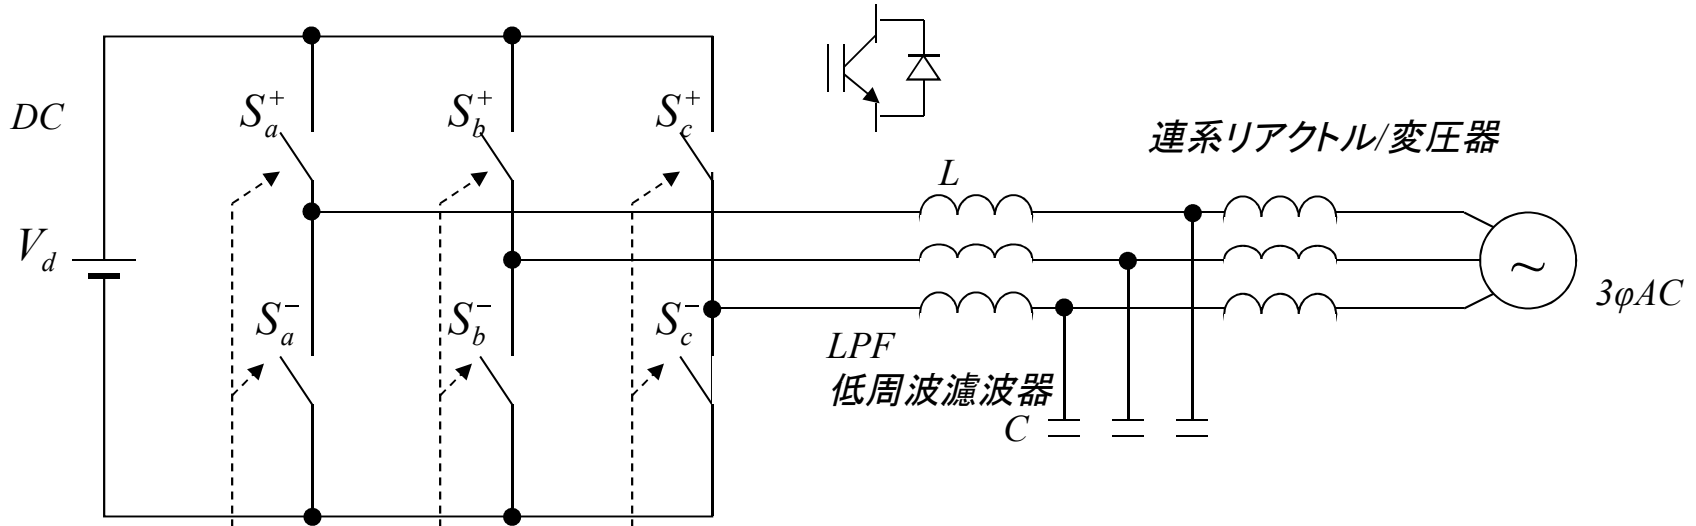 DC
S_a^+
S_b^+
S_c^+
連系リアクトル/変圧器
L
V_d
~
3φAC
S_a^-
S_b^-
S_c^-
LPF
低周波濾波器
C